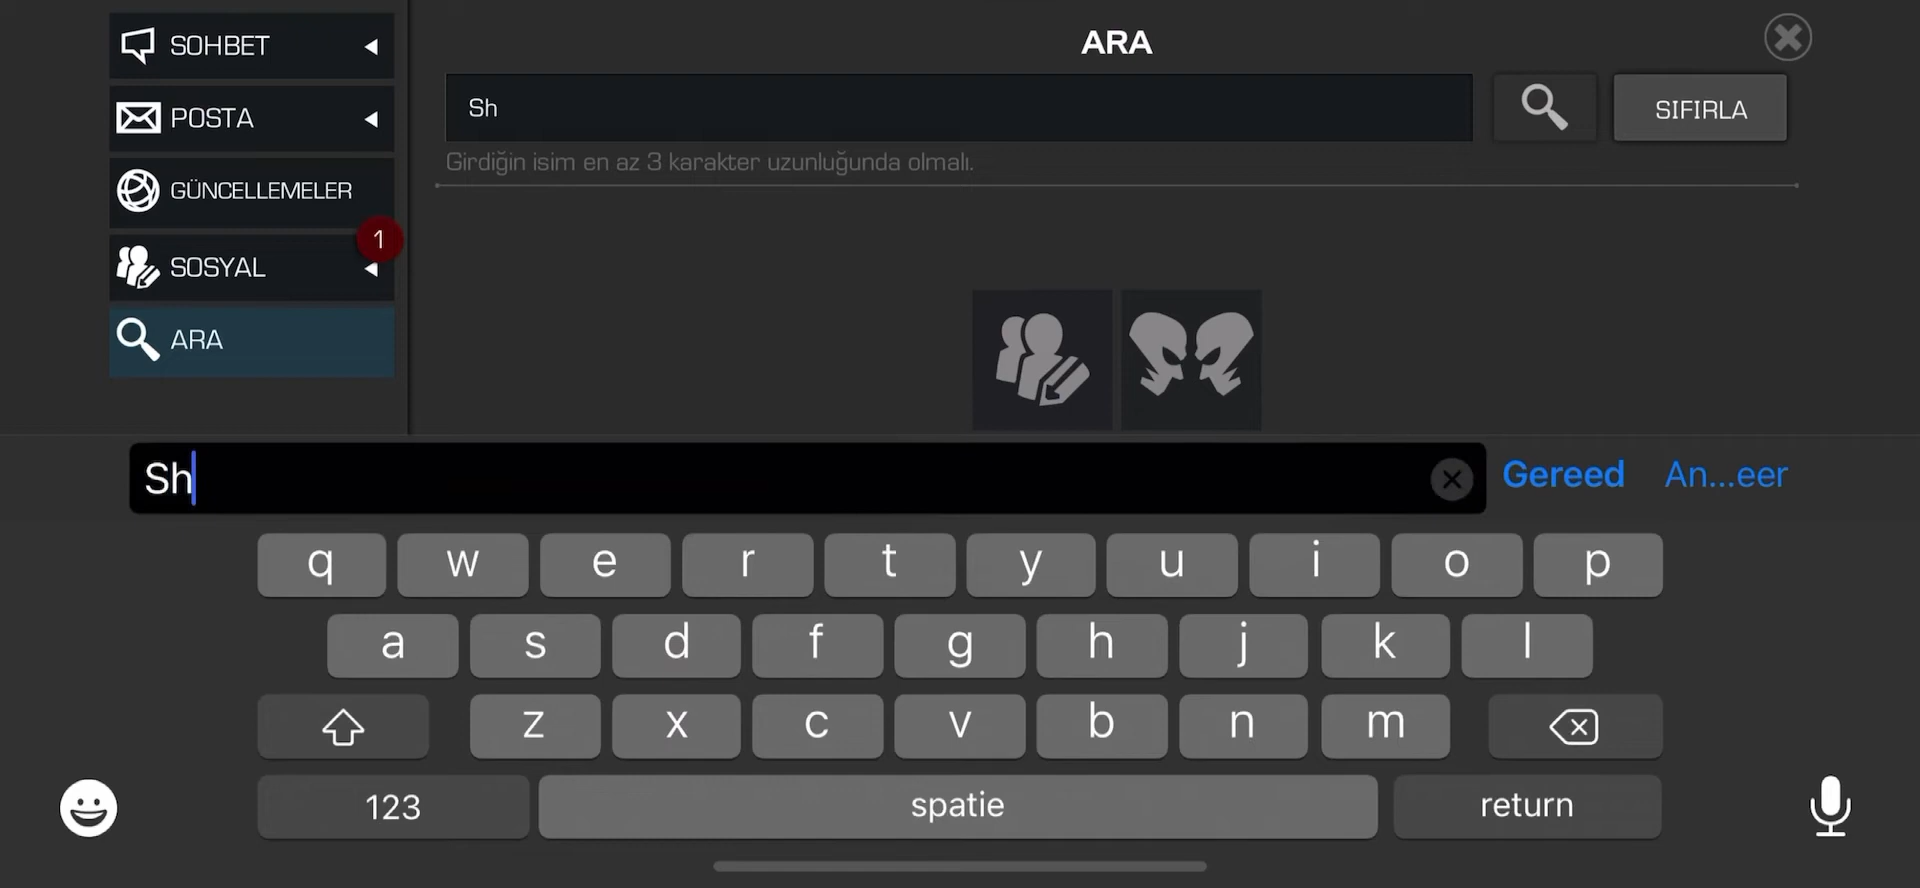 SOHBET
POSTA
GÜNCELLEMELER
1
SOSYAL
ARA
ARA
Sh
SIFIRLA
Girdiğin isim en az 3 karakter uzunluğunda olmalı.
Sh
Gereed
An...eer
q w e r t y u i o p
a s d f g h j k l
z x c v b n m
123
spatie
return